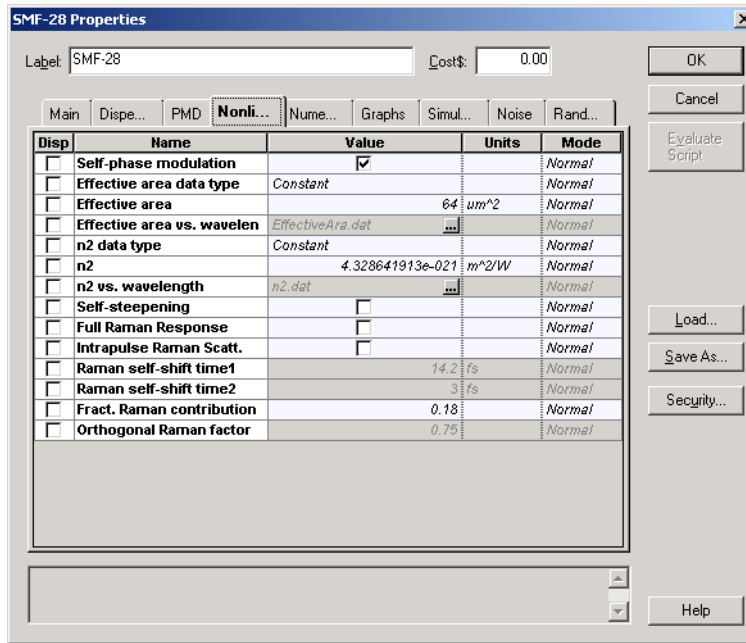 SMF-28 Properties
Label: SMF-28 Cost$: 0.00
OK
Cancel
Evaluate Script
Main Dispe... PMD Nonli... Nume... Graphs Simul... Noise Rand...
Disp Name Value Units Mode
Self-phase modulation Normal
Effective area data type Constant Normal
Effective area 64 um^2 Normal
Effective area vs. wavelen EffectiveAra.dat ... Normal
n2 data type Constant Normal
n2 4.328641913e-021 m^2/W Normal
n2 vs. wavelength n2.dat ... Normal
Self-steepening Normal
Full Raman Response Normal
Intrapulse Raman Scatt. Normal
Raman self-shift time1 14.2 fs Normal
Raman self-shift time2 3 fs Normal
Fract. Raman contribution 0.18 Normal
Orthogonal Raman factor 0.75 Normal
Load...
Save As...
Security...
Help